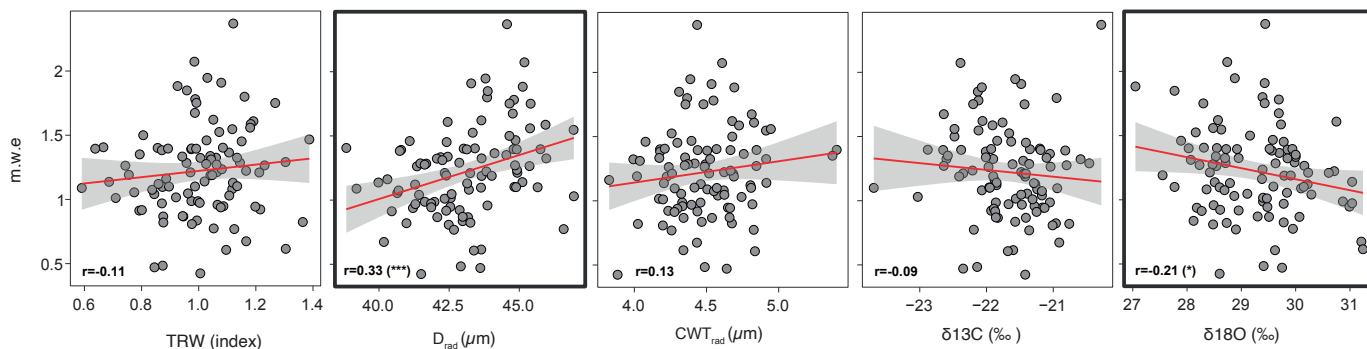 m.w.e
2
1.5
1
0.5
r=-0.11
0.6 0.8 1.0 1.2 1.4
TRW (index)
r=0.33 (***)
40.0 42.5 45.0
Drad (µm)
r=0.13
4.0 4.5 5.0
CWTrad (µm)
r=-0.09
−23 −22 −21
δ13C (‰ )
r=-0.21 (*)
27 28 29 30 31
δ18O (‰)